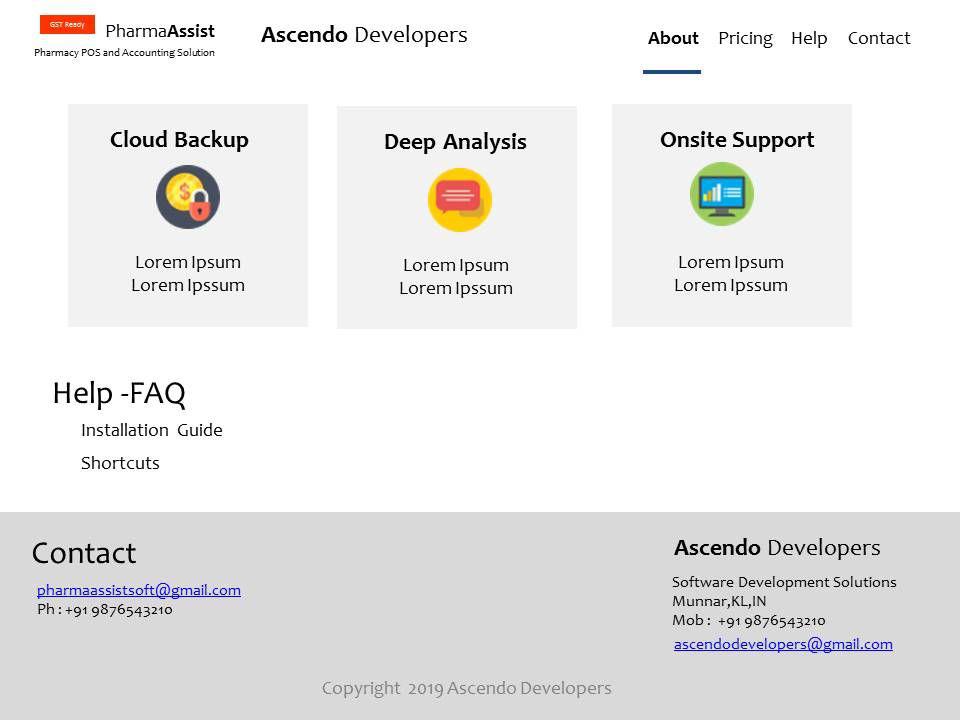 GST Ready
PharmaAssist
Pharmacy POS and Accounting Solution
Ascendo Developers
About Pricing Help Contact
Cloud Backup
Lorem Ipsum
Lorem Ipssum
Deep Analysis
Lorem Ipsum
Lorem Ipssum
Onsite Support
Lorem Ipsum
Lorem Ipssum
Help -FAQ
Installation Guide
Shortcuts
Contact
pharmaassistsoft@gmail.com
Ph : +91 9876543210
Ascendo Developers
Software Development Solutions
Munnar,KL,IN
Mob : +91 9876543210
ascendodevelopers@gmail.com
Copyright 2019 Ascendo Developers